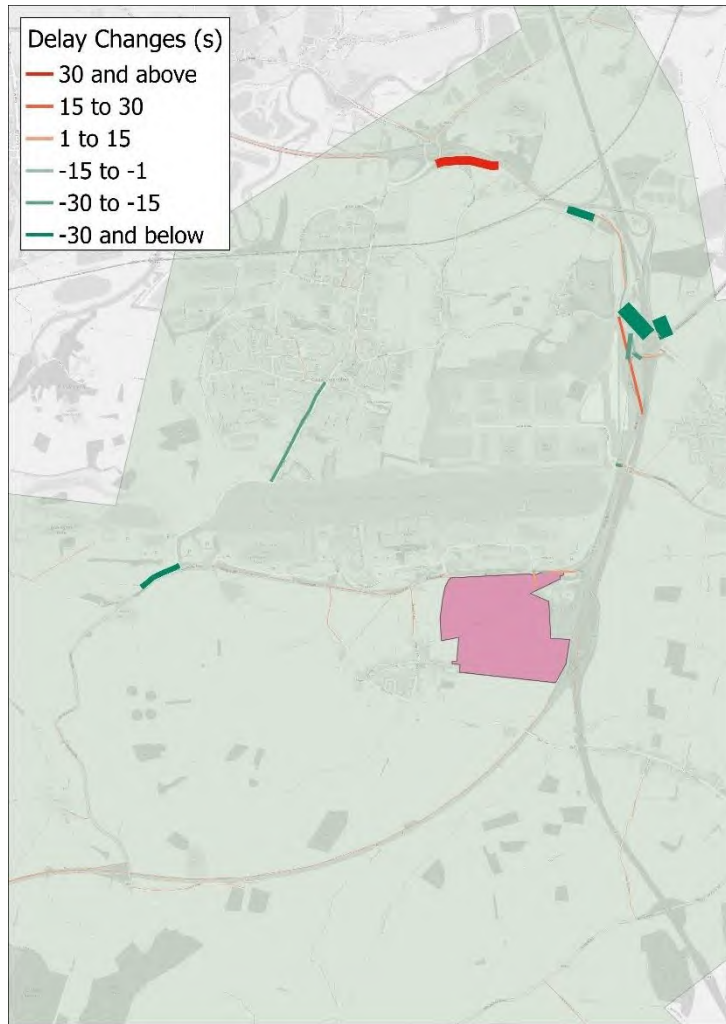 Delay Changes (s)
30 and above
15 to 30
1 to 15
-15 to -1
-30 to -15
-30 and below